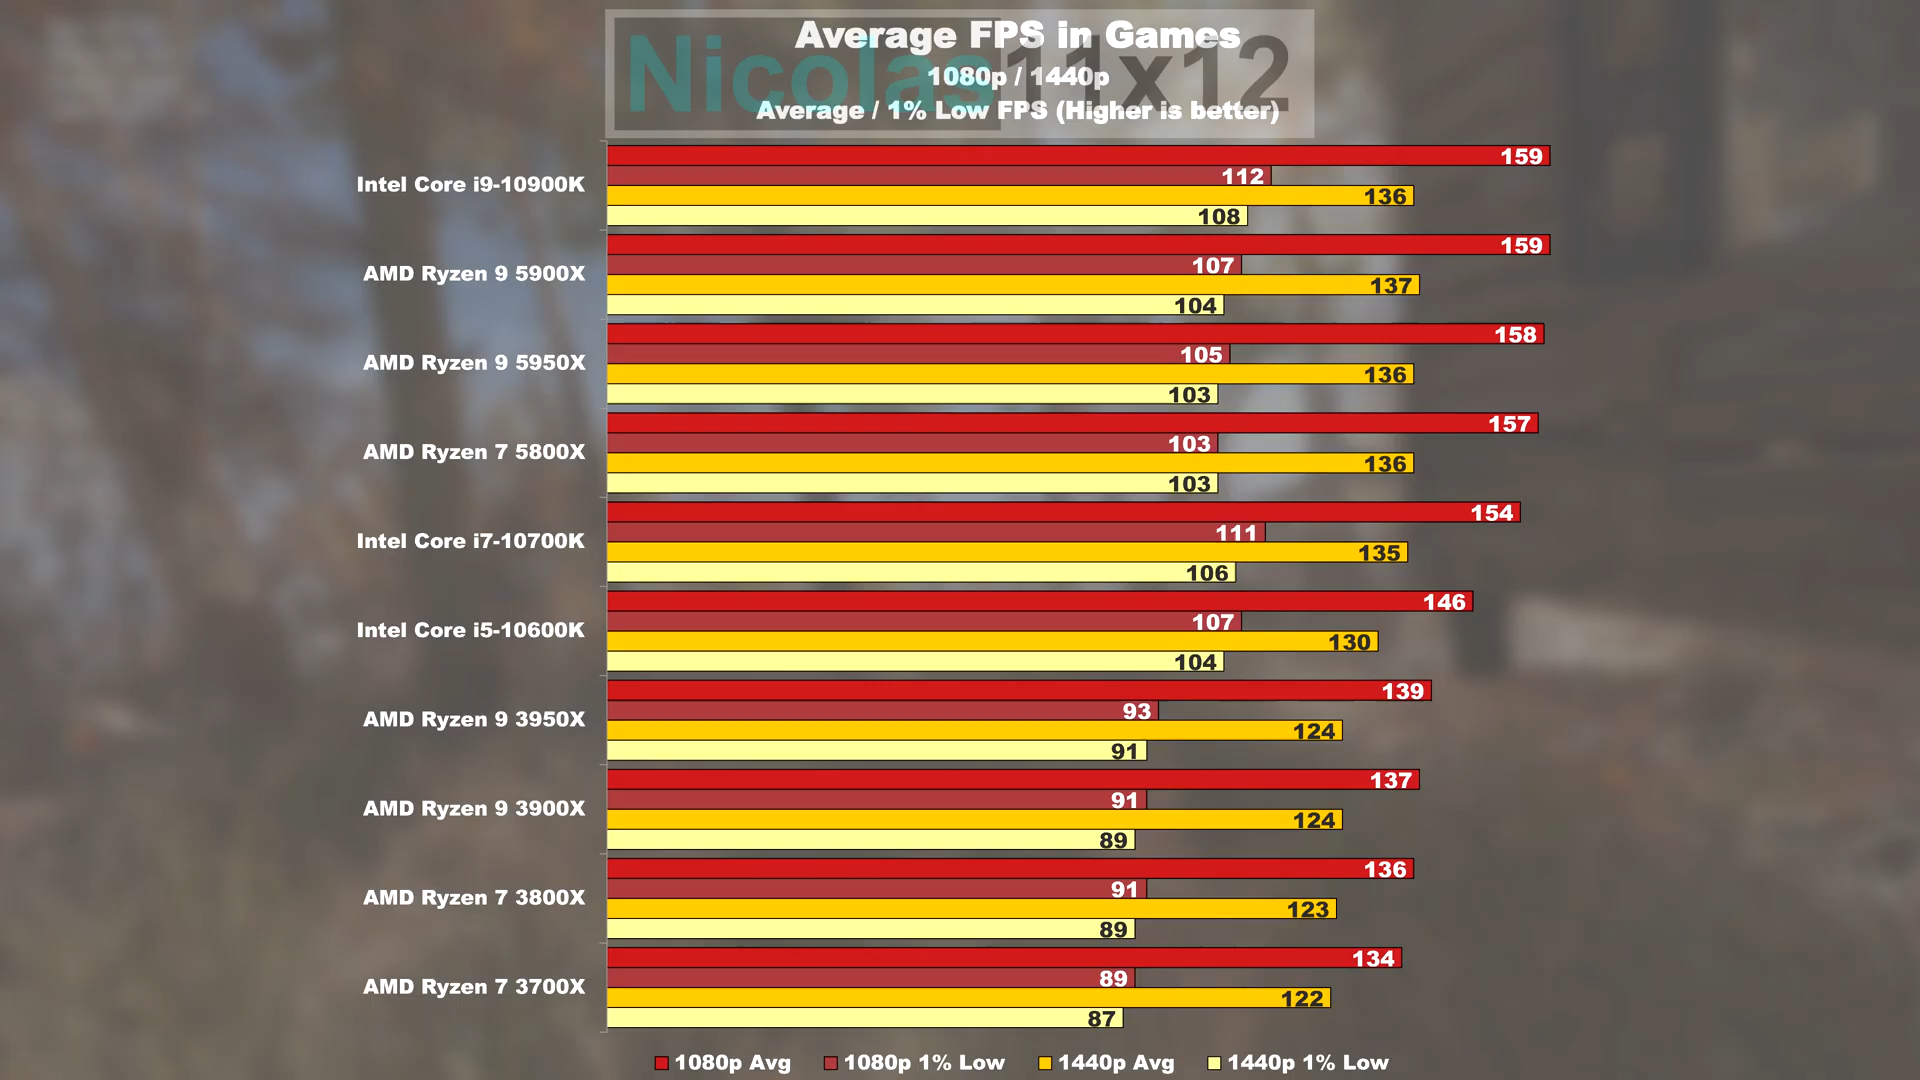 Average FPS in Games
Nicolas11x12
1080p / 1440p
Average / 1% Low FPS (Higher is better)
Intel Core i9-10900K
159
112
136
108
AMD Ryzen 9 5900X
159
107
137
104
AMD Ryzen 9 5950X
158
105
136
103
AMD Ryzen 7 5800X
157
103
136
103
Intel Core i7-10700K
154
111
135
106
Intel Core i5-10600K
146
107
130
104
AMD Ryzen 9 3950X
139
93
124
91
AMD Ryzen 9 3900X
137
91
124
89
AMD Ryzen 7 3800X
136
91
123
89
AMD Ryzen 7 3700X
134
89
122
87
1080p Avg 1080p 1% Low 1440p Avg 1440p 1% Low